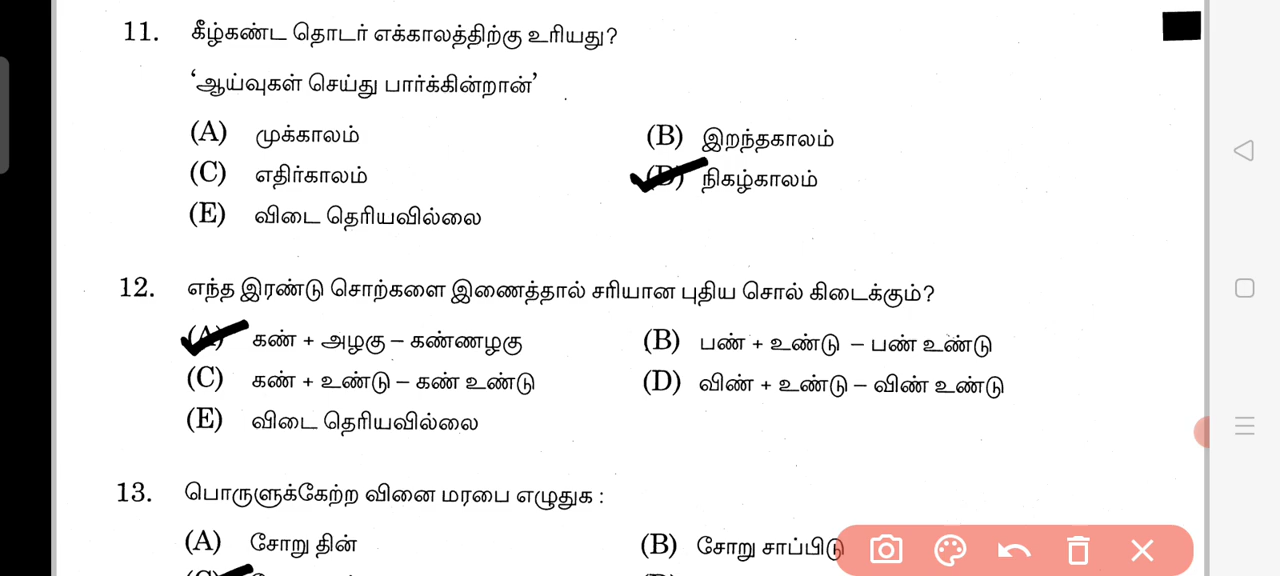 11. கீழ்கண்ட தொடர் எக்காலத்திற்கு உரியது?
‘ஆய்வுகள் செய்து பார்க்கின்றான்’
(A) முக்காலம் (B) இறந்தகாலம்
(C) எதிர்காலம் (D) நிகழ்காலம்
(E) விடை தெரியவில்லை
12. எந்த இரண்டு சொற்களை இணைத்தால் சரியான புதிய சொல் கிடைக்கும்?
(A) கண் + அழகு – கண்ணழகு (B) பண் + உண்டு – பண் உண்டு
(C) கண் + உண்டு – கண் உண்டு (D) விண் + உண்டு – விண் உண்டு
(E) விடை தெரியவில்லை
13. பொருளுக்கேற்ற வினை மரபை எழுதுக :
(A) சோறு தின் (B) சோறு சாப்பிடு